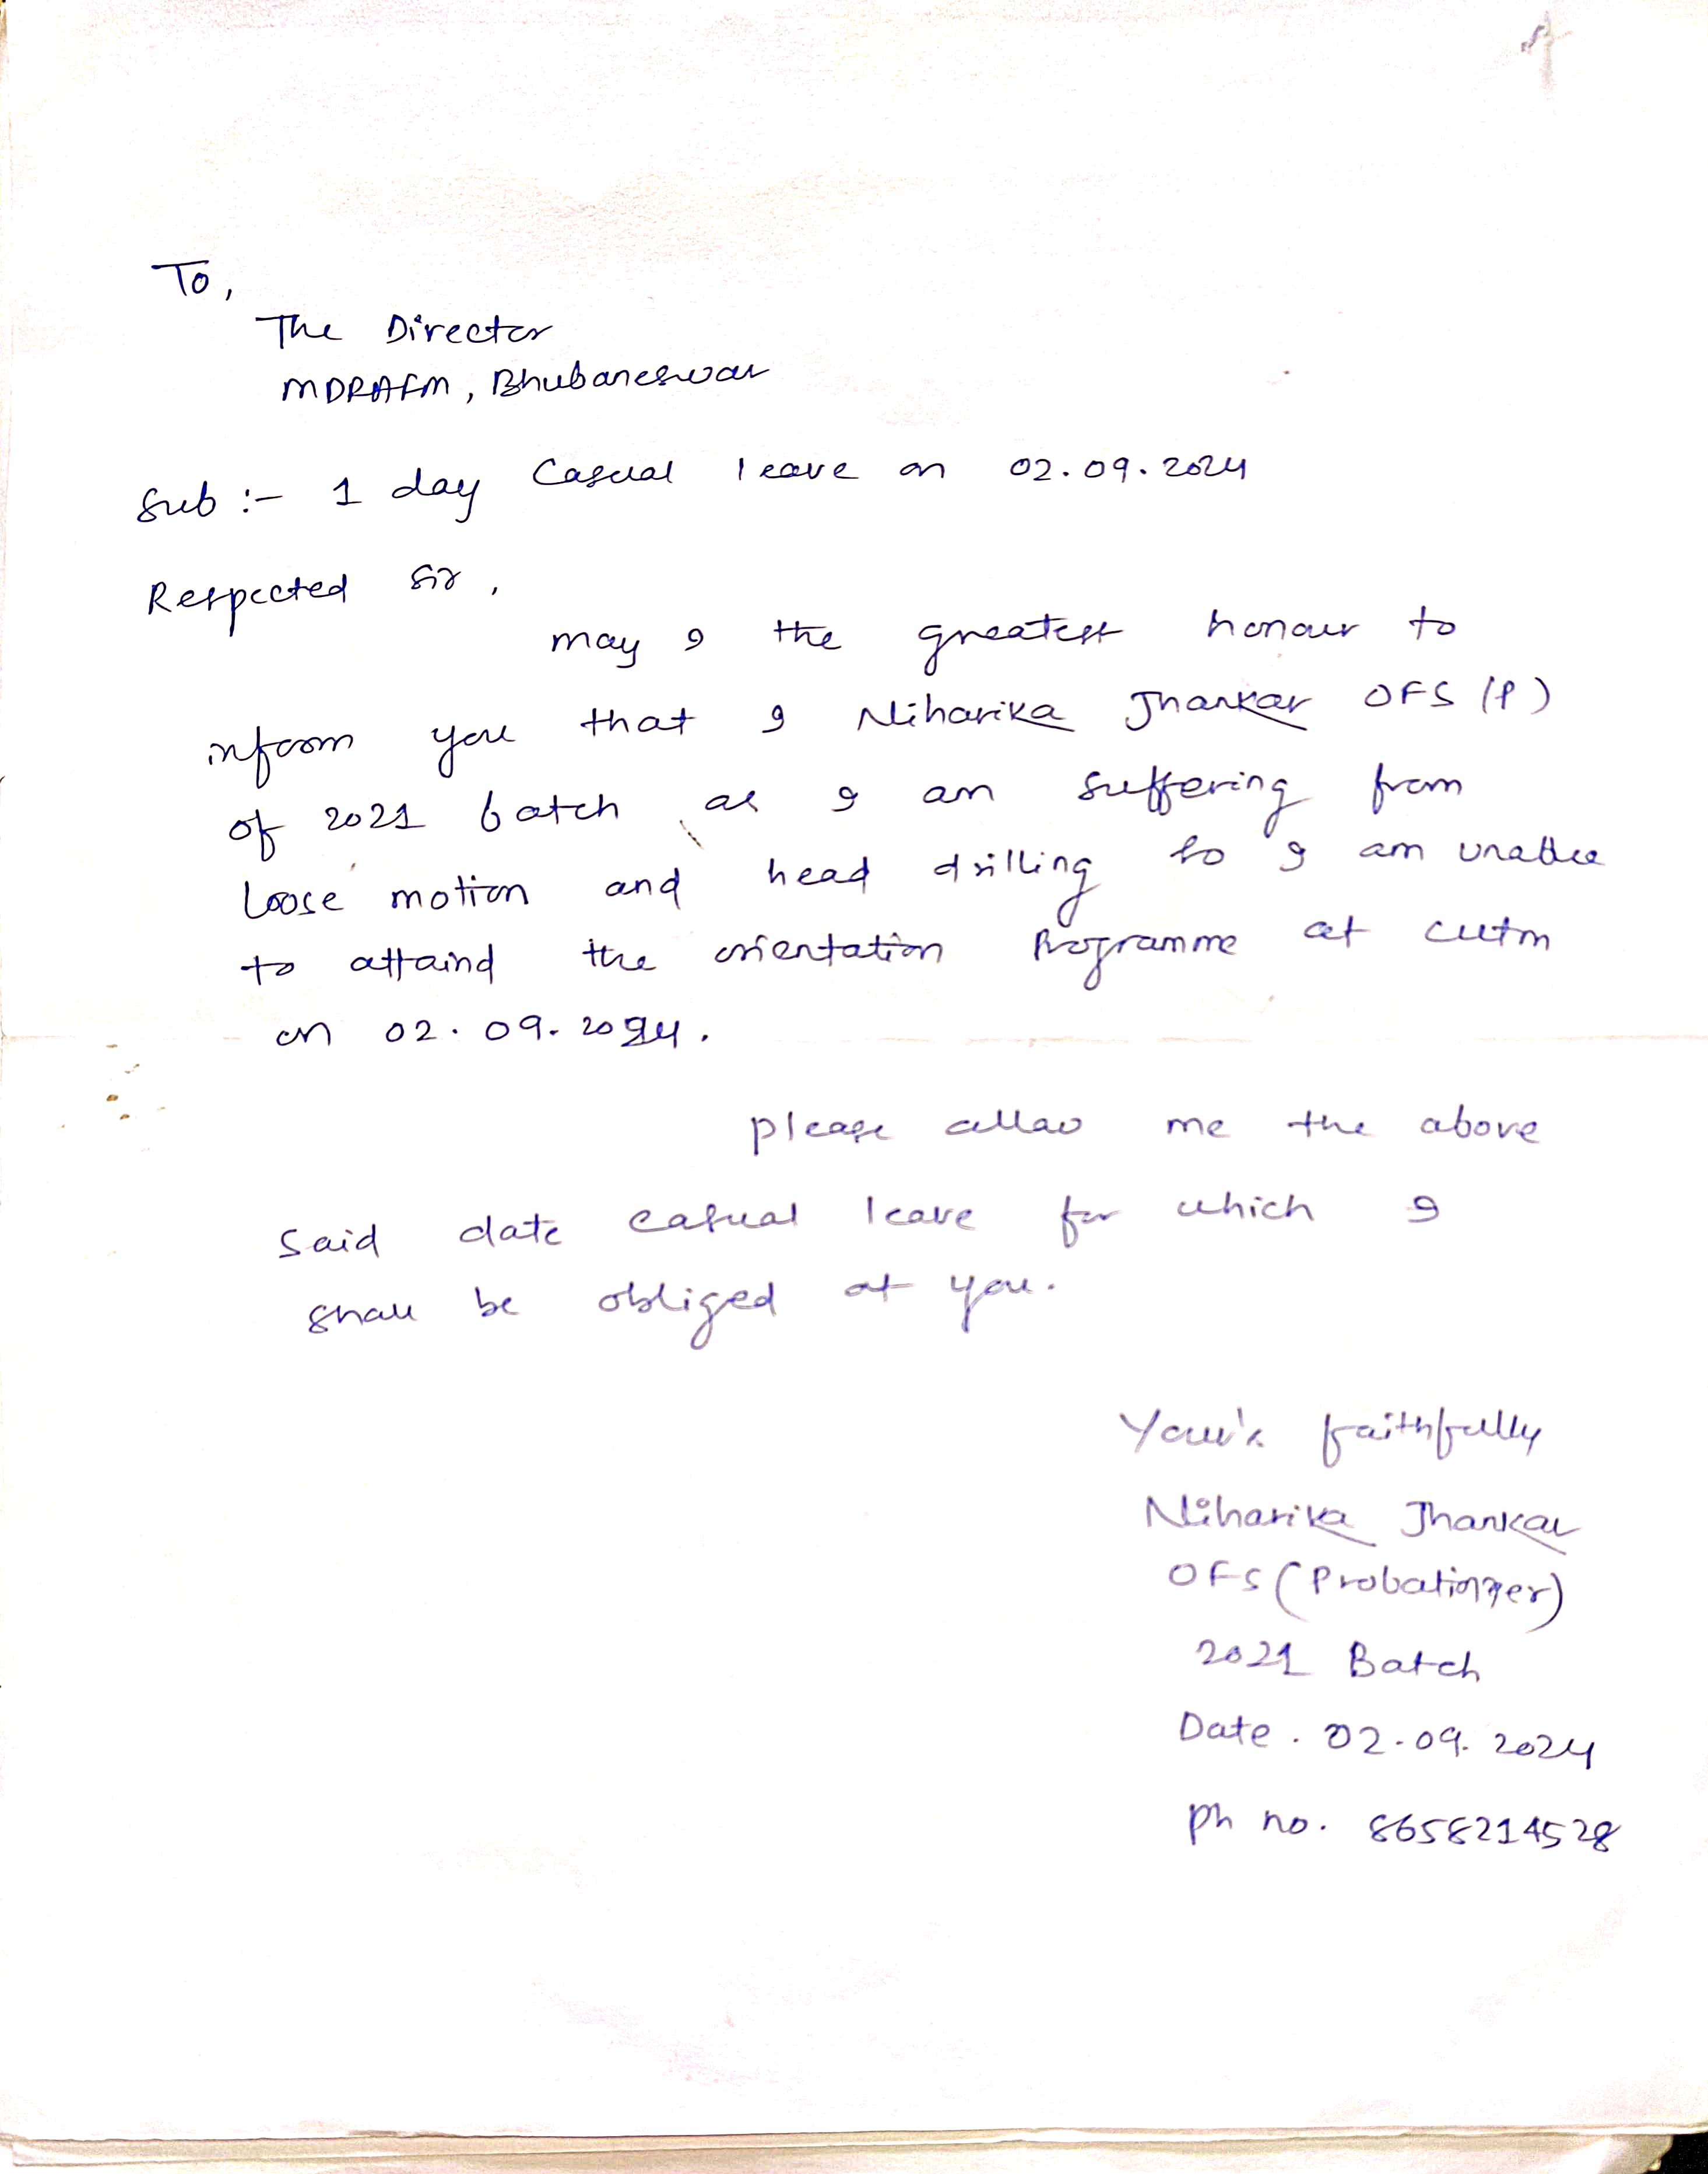 To,
The Director
MDRAFM, Bhubaneswar
Sub :- 1 day Casual leave on 02.09.2024
Respected Sir,
may I the greatest honour to
inform you that I Niharika Jhankar OFS (P)
of 2021 batch as I am suffering from
Loose motion and head drilling so I am unable
to attaind the orientation Programme at CUTM
on 02.09.2024.
please allow me the above
said date casual leave for which I
shall be obliged at you.
Your's faithfully
Niharika Jhankar
OFS (Probationer)
2021 Batch
Date. 02-09.2024
Ph no. 8658214528